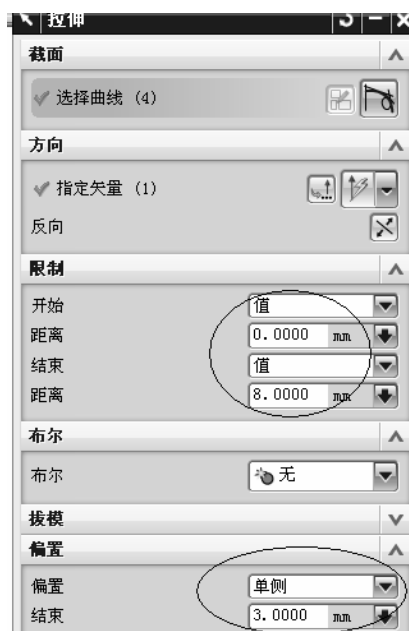 拉伸
截面
选择曲线 (4)
方向
指定矢量 (1)
反向
限制
开始 值
距离 0.0000 mm
结束 值
距离 8.0000 mm
布尔
布尔 无
拔模
偏置
偏置 单侧
结束 3.0000 mm